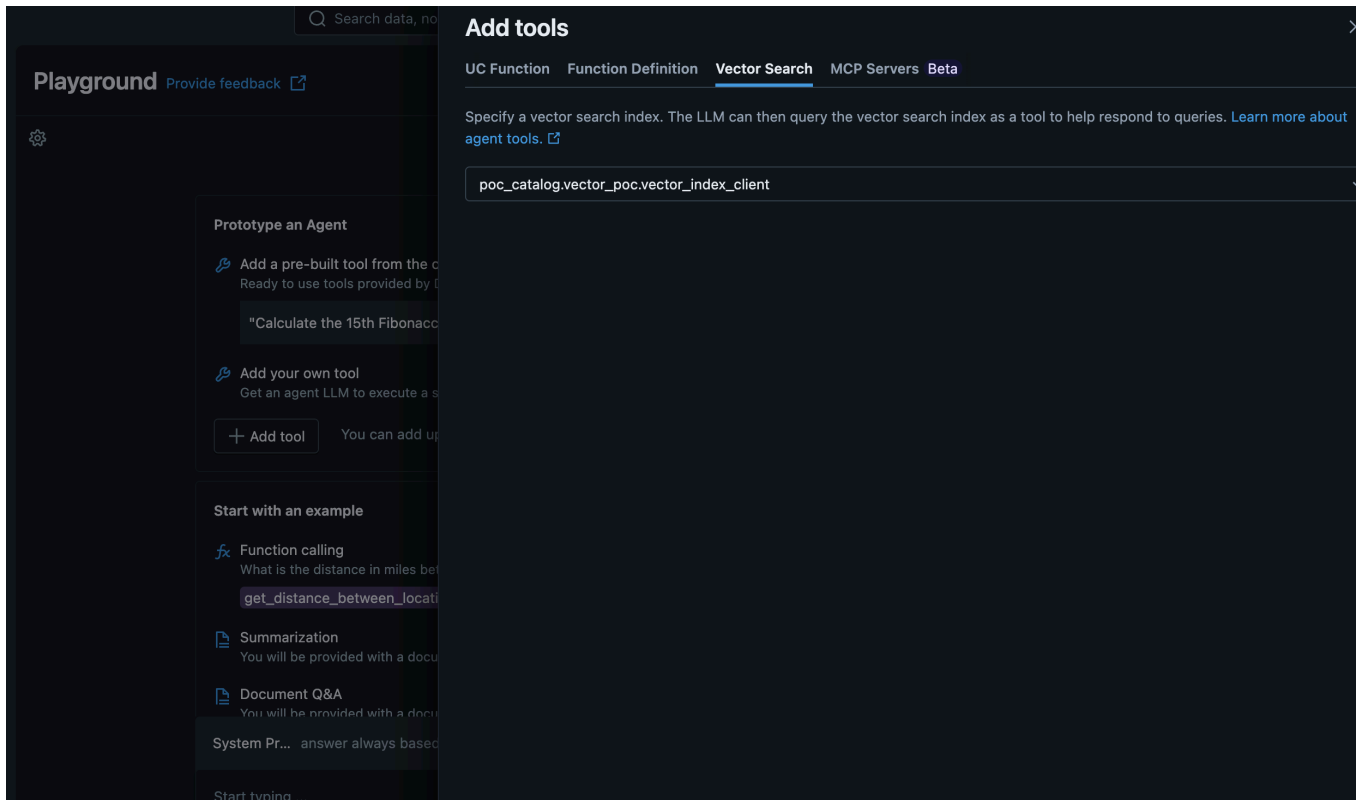 Search data, no
Playground Provide feedback
Prototype an Agent
Add a pre-built tool from the
Ready to use tools provided by
"Calculate the 15th Fibonacc
Add your own tool
Get an agent LLM to execute a s
Add tool You can add up
Start with an example
Function calling
What is the distance in miles bet
get_distance_between_locati
Summarization
You will be provided with a docu
Document Q&A
You will be provided with a docu
System Pr... answer always based
Start typing
Add tools
UC Function Function Definition Vector Search MCP Servers Beta
Specify a vector search index. The LLM can then query the vector search index as a tool to help respond to queries. Learn more about
agent tools.
poc_catalog.vector_poc.vector_index_client